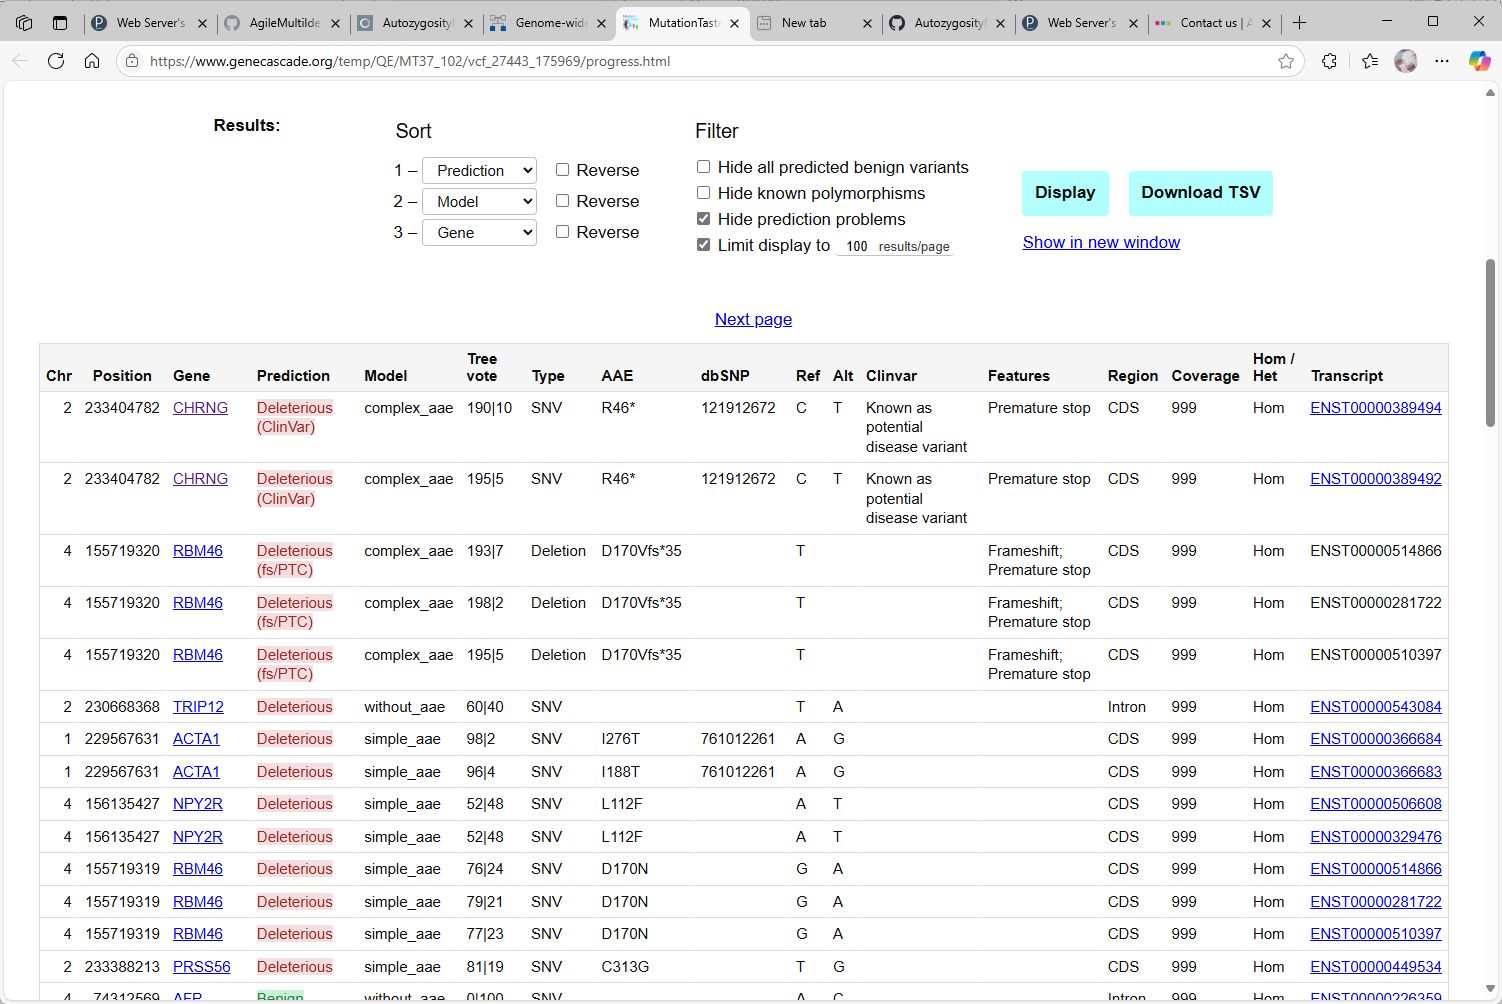 Web Server's
AgileMultiIde
Autozygosity
Genome-wide
MutationTaste
New tab
Autozygosity
Web Server's
Contact us | A
https://www.genecascade.org/temp/QE/MT37_102/vcf_27443_175969/progress.html
Results:
Sort
Filter
1 – Prediction Reverse
2 – Model Reverse
3 – Gene Reverse
Hide all predicted benign variants
Hide known polymorphisms
Hide prediction problems
Limit display to 100 results/page
Display
Download TSV
Show in new window
Next page
Chr Position Gene Prediction Model Tree vote Type AAE dbSNP Ref Alt Clinvar Features Region Coverage Hom / Het Transcript
2 233404782 CHRNG Deleterious (ClinVar) complex_aae 190|10 SNV R46* 121912672 C T Known as potential disease variant Premature stop CDS 999 Hom ENST00000389494
2 233404782 CHRNG Deleterious (ClinVar) complex_aae 195|5 SNV R46* 121912672 C T Known as potential disease variant Premature stop CDS 999 Hom ENST00000389492
4 155719320 RBM46 Deleterious (fs/PTC) complex_aae 193|7 Deletion D170Vfs*35 T Frameshift; Premature stop CDS 999 Hom ENST00000514866
4 155719320 RBM46 Deleterious (fs/PTC) complex_aae 198|2 Deletion D170Vfs*35 T Frameshift; Premature stop CDS 999 Hom ENST00000281722
4 155719320 RBM46 Deleterious (fs/PTC) complex_aae 195|5 Deletion D170Vfs*35 T Frameshift; Premature stop CDS 999 Hom ENST00000510397
2 230668368 TRIP12 Deleterious without_aae 60|40 SNV T A Intron 999 Hom ENST00000543084
1 229567631 ACTA1 Deleterious simple_aae 98|2 SNV I276T 761012261 A G CDS 999 Hom ENST00000366684
1 229567631 ACTA1 Deleterious simple_aae 96|4 SNV I188T 761012261 A G CDS 999 Hom ENST00000366683
4 156135427 NPY2R Deleterious simple_aae 52|48 SNV L112F A T CDS 999 Hom ENST00000506608
4 156135427 NPY2R Deleterious simple_aae 52|48 SNV L112F A T CDS 999 Hom ENST00000329476
4 155719319 RBM46 Deleterious simple_aae 76|24 SNV D170N G A CDS 999 Hom ENST00000514866
4 155719319 RBM46 Deleterious simple_aae 79|21 SNV D170N G A CDS 999 Hom ENST00000281722
4 155719319 RBM46 Deleterious simple_aae 77|23 SNV D170N G A CDS 999 Hom ENST00000510397
2 233388213 PRSS56 Deleterious simple_aae 81|19 SNV C313G T G CDS 999 Hom ENST00000449534
4 74312569 AFP Benign without_aae 0|100 SNV A C Intron 999 Hom ENST00000226359